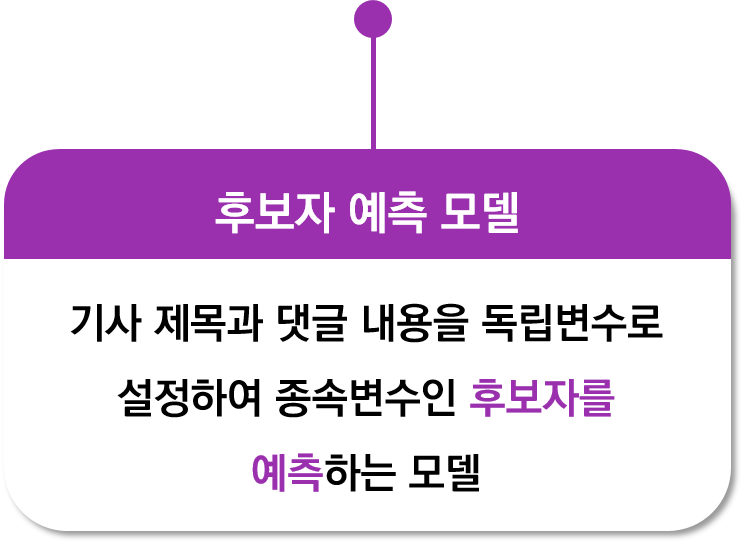 후보자 예측 모델
기사 제목과 댓글 내용을 독립변수로
설정하여 종속변수인 후보자를
예측하는 모델